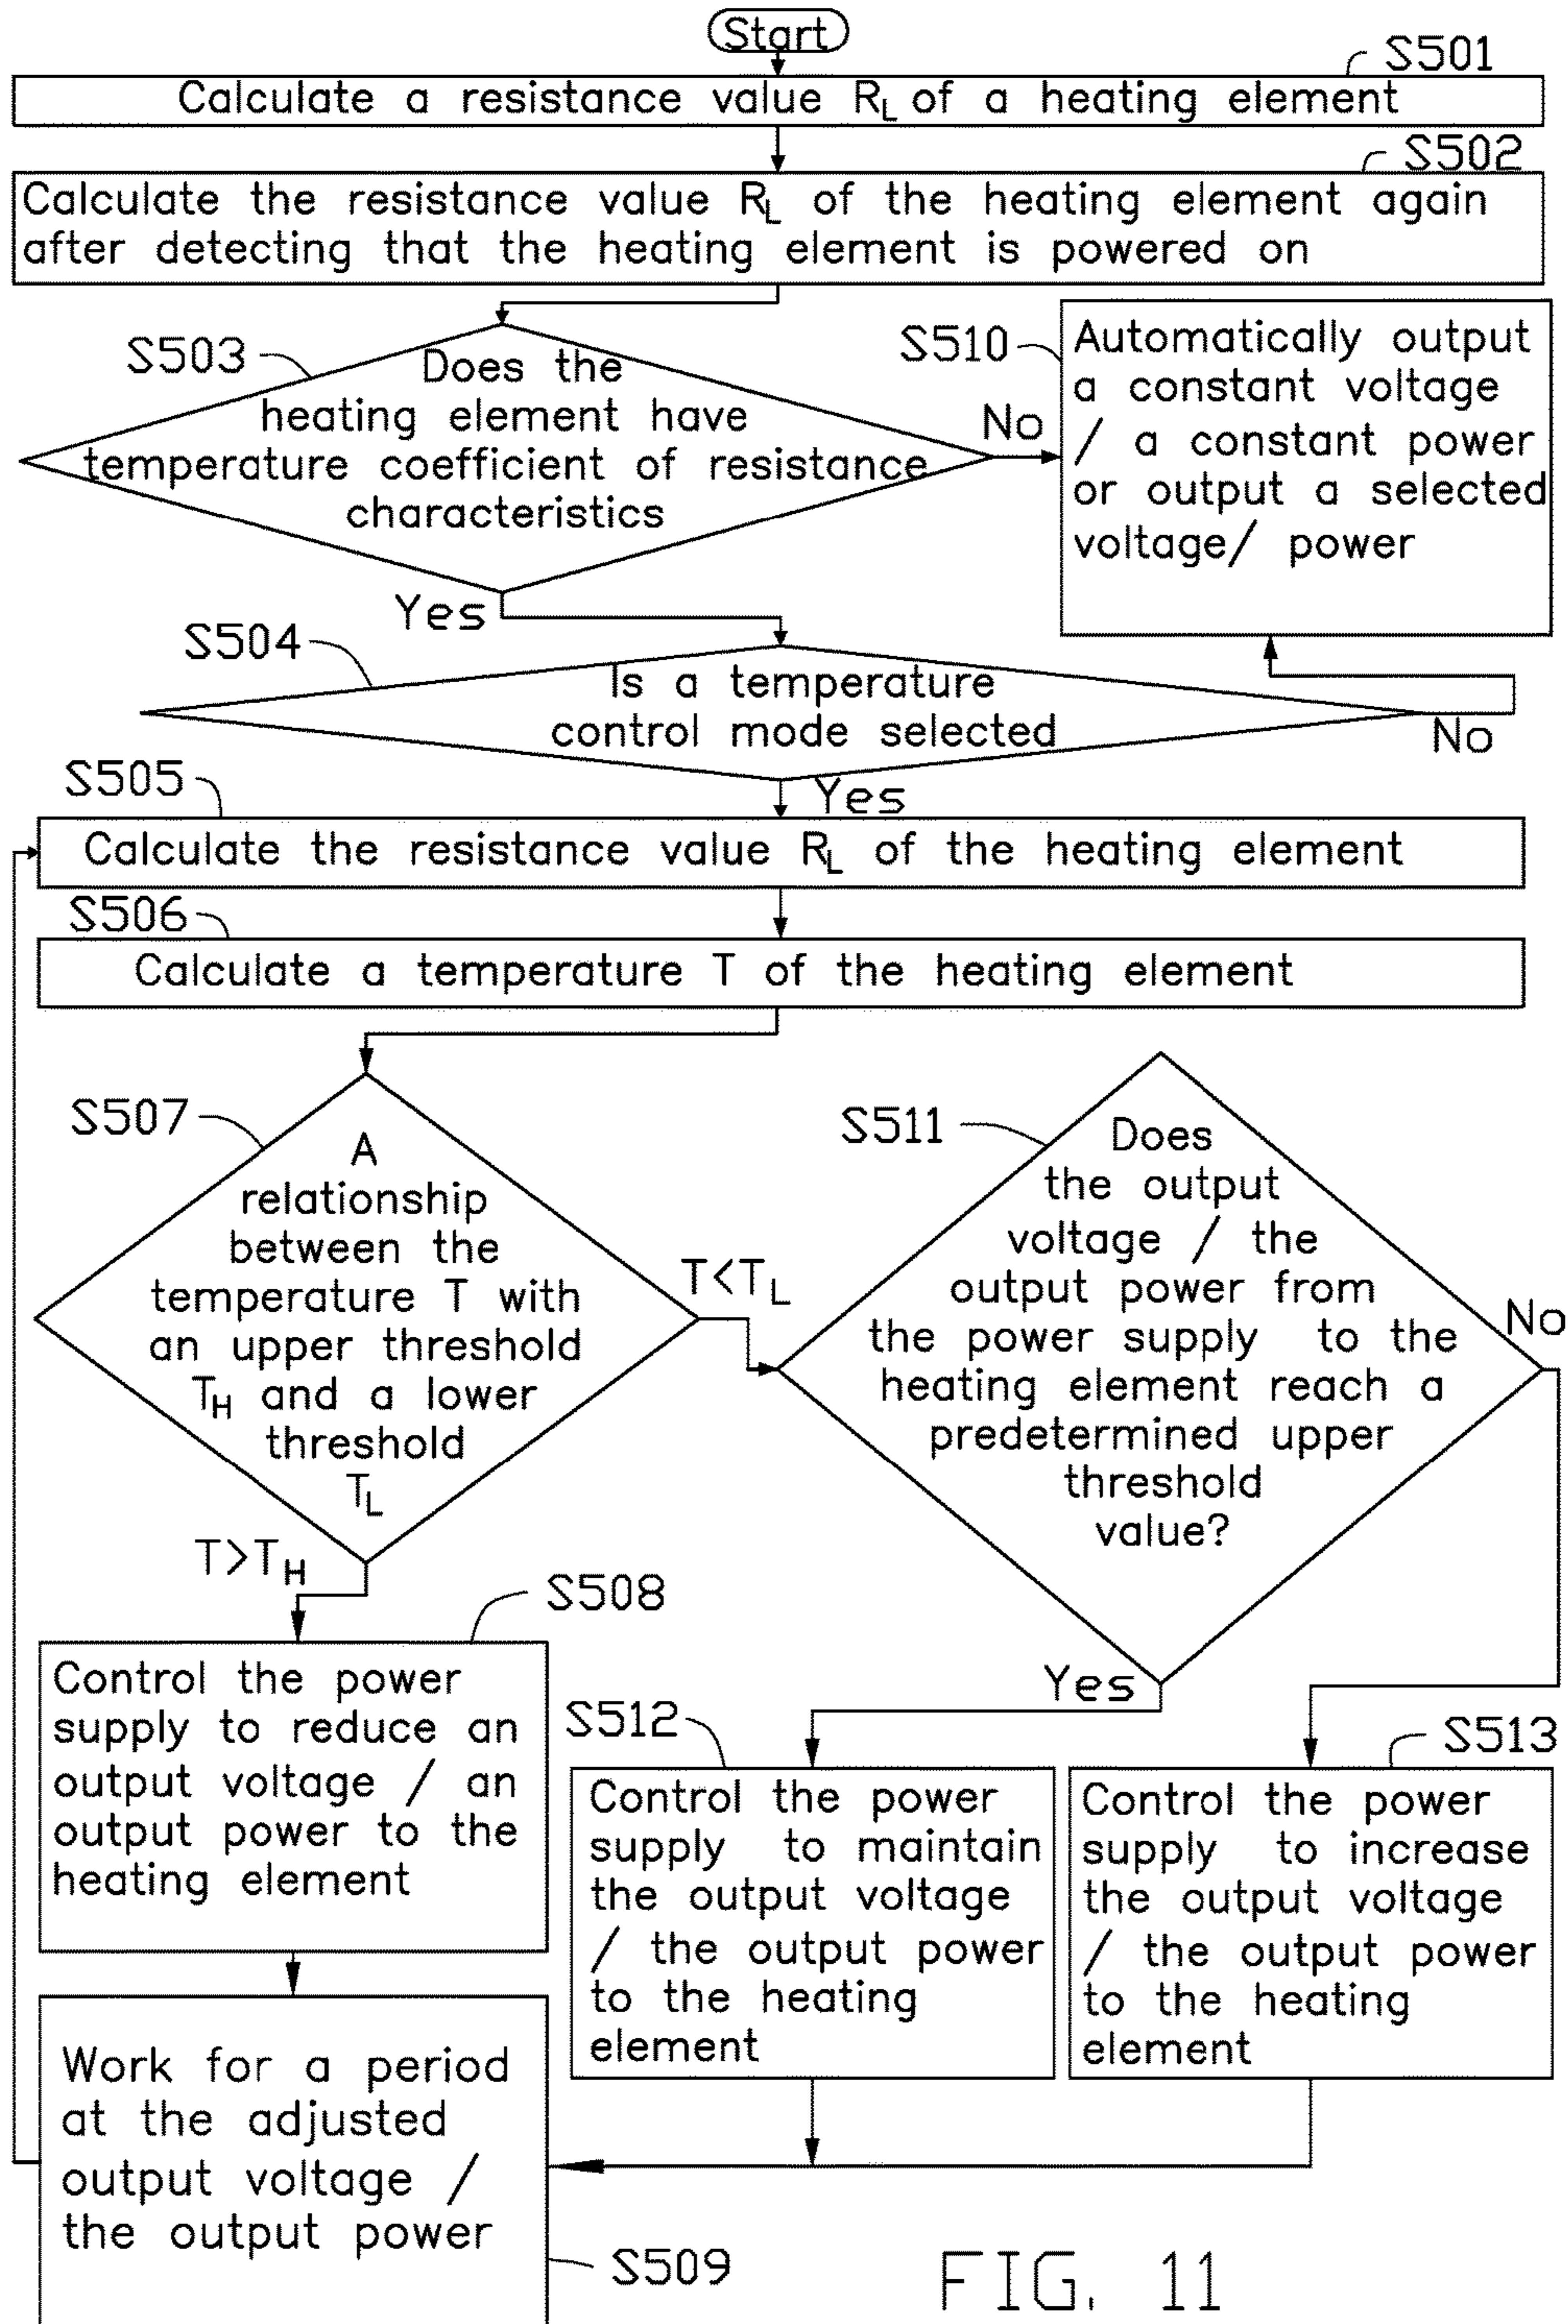 Start
S501
Calculate a resistance value RL of a heating element
S502
Calculate the resistance value RL of the heating element again
after detecting that the heating element is powered on
S503
Does the
heating element have
temperature coefficient of resistance
characteristics
No
Yes
S510
Automatically output
a constant voltage
/ a constant power
or output a selected
voltage/ power
S504
Is a temperature
control mode selected
No
Yes
S505
Calculate the resistance value RL of the heating element
S506
Calculate a temperature T of the heating element
S507
A
relationship
between the
temperature T with
an upper threshold
TH and a lower
threshold
TL
T<TL
T>TH
S511
Does
the output
voltage / the
output power from
the power supply to the
heating element reach a
predetermined upper
threshold
value?
No
Yes
S508
Control the power
supply to reduce an
output voltage / an
output power to the
heating element
S512
Control the power
supply to maintain
the output voltage
/ the output power
to the heating
element
S513
Control the power
supply to increase
the output voltage
/ the output power
to the heating
element
Work for a period
at the adjusted
output voltage /
the output power
S509
FIG. 11